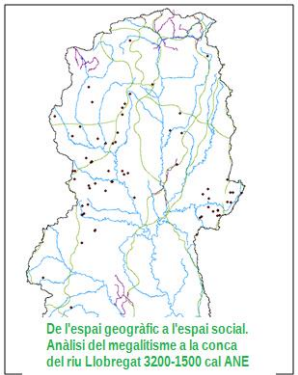 De l'espai geogràfic a l'espai social.
Anàlisi del megalitisme a la conca
del riu Llobregat 3200-1500 cal ANE